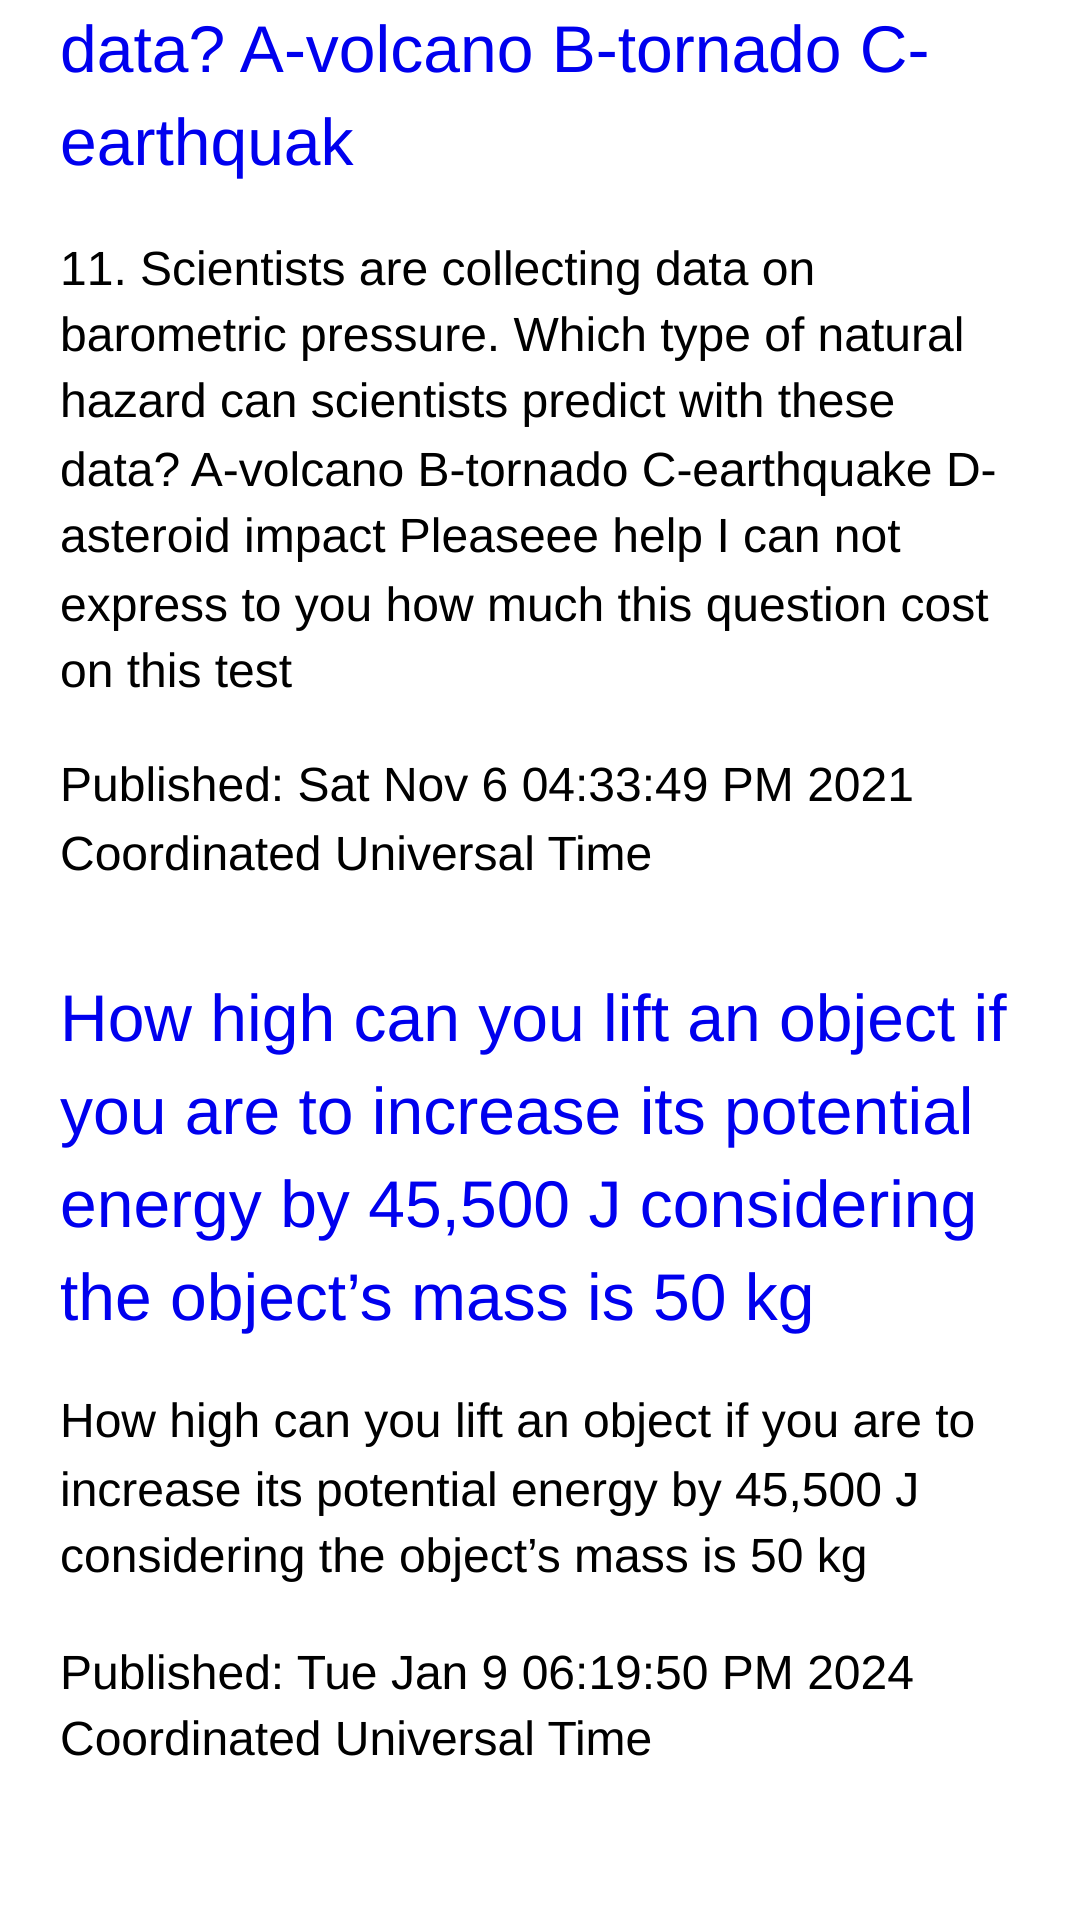 data? A-volcano B-tornado C-
earthquak
11. Scientists are collecting data on
barometric pressure. Which type of natural
hazard can scientists predict with these
data? A-volcano B-tornado C-earthquake D-
asteroid impact Pleaseee help I can not
express to you how much this question cost
on this test
Published: Sat Nov 6 04:33:49 PM 2021
Coordinated Universal Time
How high can you lift an object if
you are to increase its potential
energy by 45,500 J considering
the object’s mass is 50 kg
How high can you lift an object if you are to
increase its potential energy by 45,500 J
considering the object’s mass is 50 kg
Published: Tue Jan 9 06:19:50 PM 2024
Coordinated Universal Time